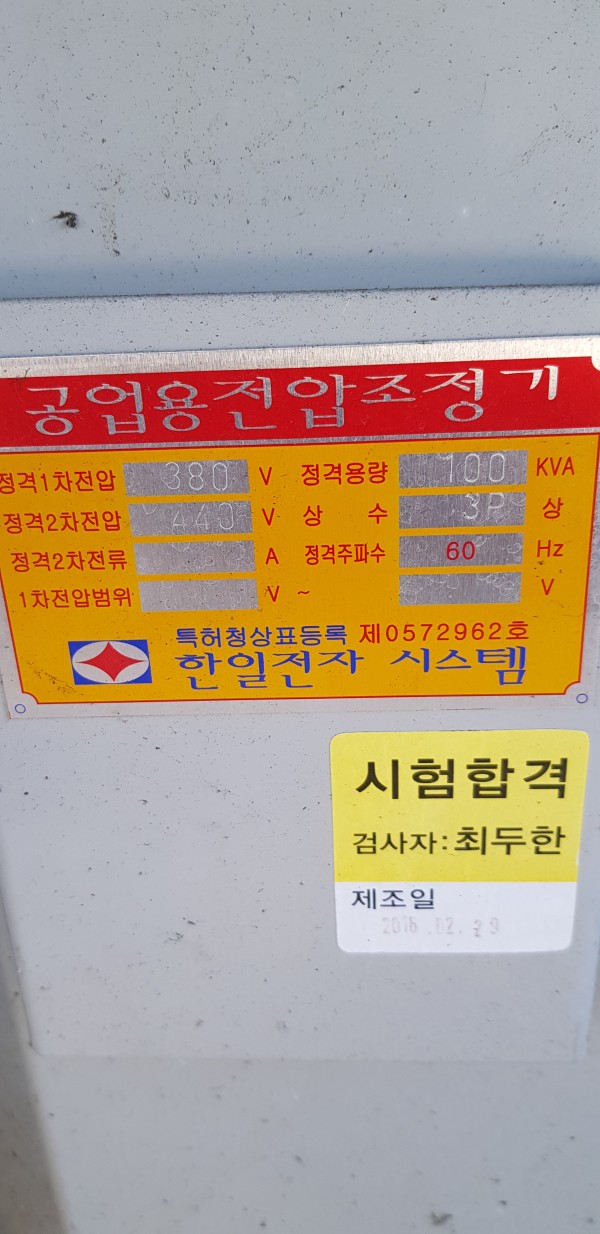 공업용전압조정기
정격1차전압 380 V 정격용량 100 KVA
정격2차전압 440 V 상 수 3P 상
정격2차전류 A 정격주파수 60 Hz
1차전압범위 V ~ V
특허청상표등록 제0572962호
한일전자 시스템
시험합격
검사자:최두한
제조일
2016.02.29